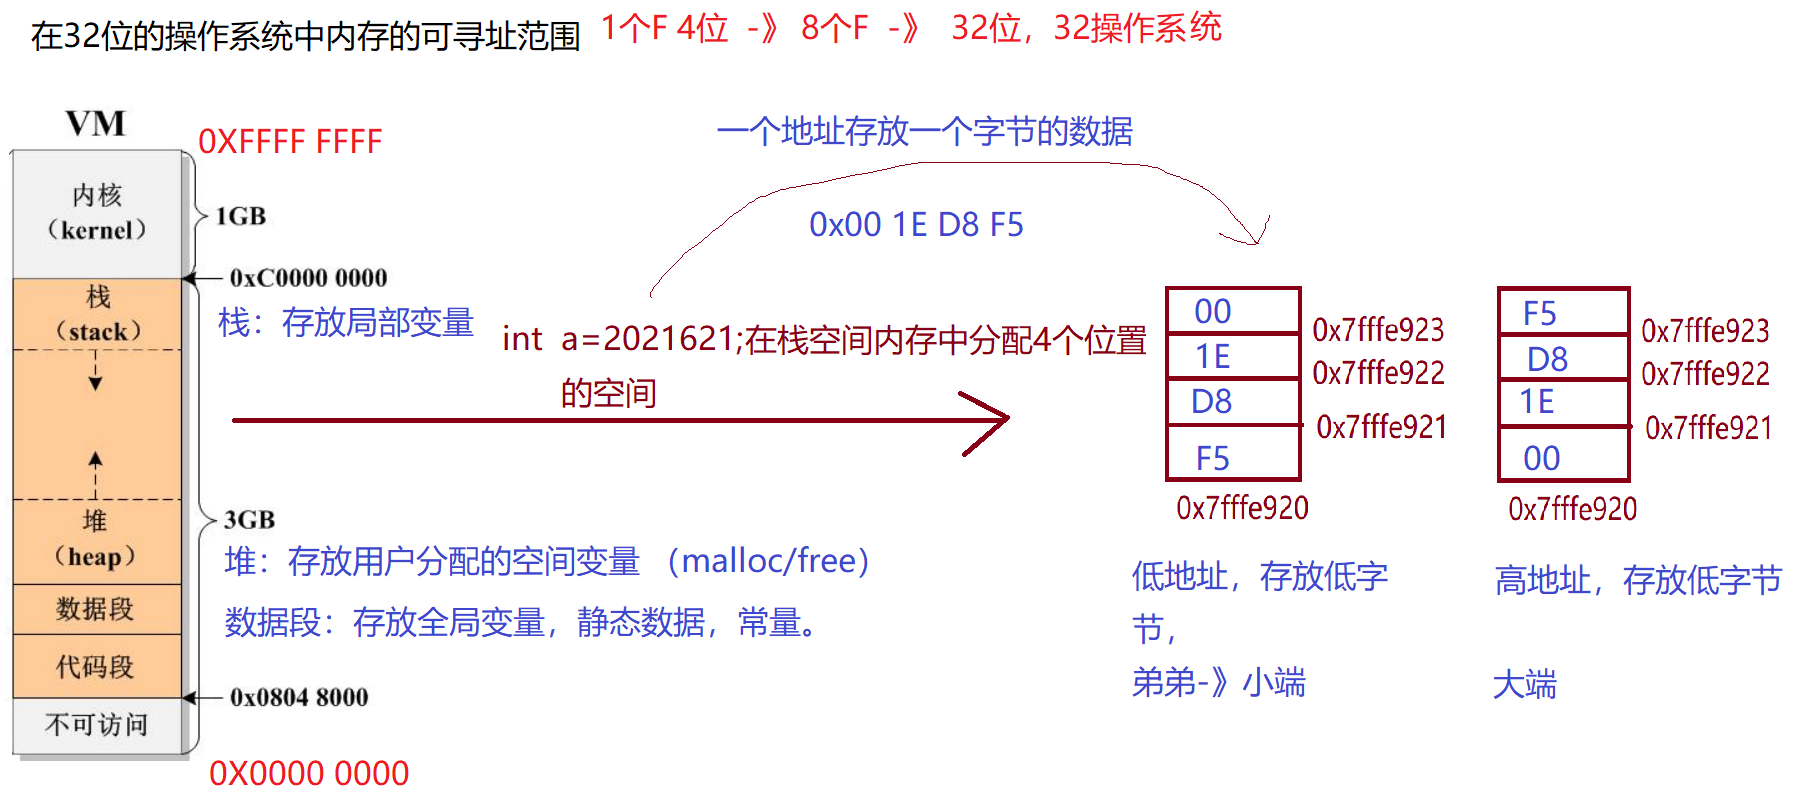 在32位的操作系统中内存的可寻址范围
1个F 4位 -》 8个F -》 32位，32操作系统
VM
0XFFFF FFFF
内核
（kernel）
1GB
0xC0000 0000
栈
（stack）
栈：存放局部变量
堆
（heap）
3GB
堆：存放用户分配的空间变量 （malloc/free）
数据段
数据段：存放全局变量，静态数据，常量。
代码段
0x0804 8000
不可访问
0X0000 0000
一个地址存放一个字节的数据
0x00 1E D8 F5
int a=2021621;在栈空间内存中分配4个位置
的空间
00
0x7fffe923
1E
0x7fffe922
D8
0x7fffe921
F5
0x7fffe920
低地址，存放低字
节，
弟弟-》小端
F5
0x7fffe923
D8
0x7fffe922
1E
0x7fffe921
00
0x7fffe920
高地址，存放低字节
大端